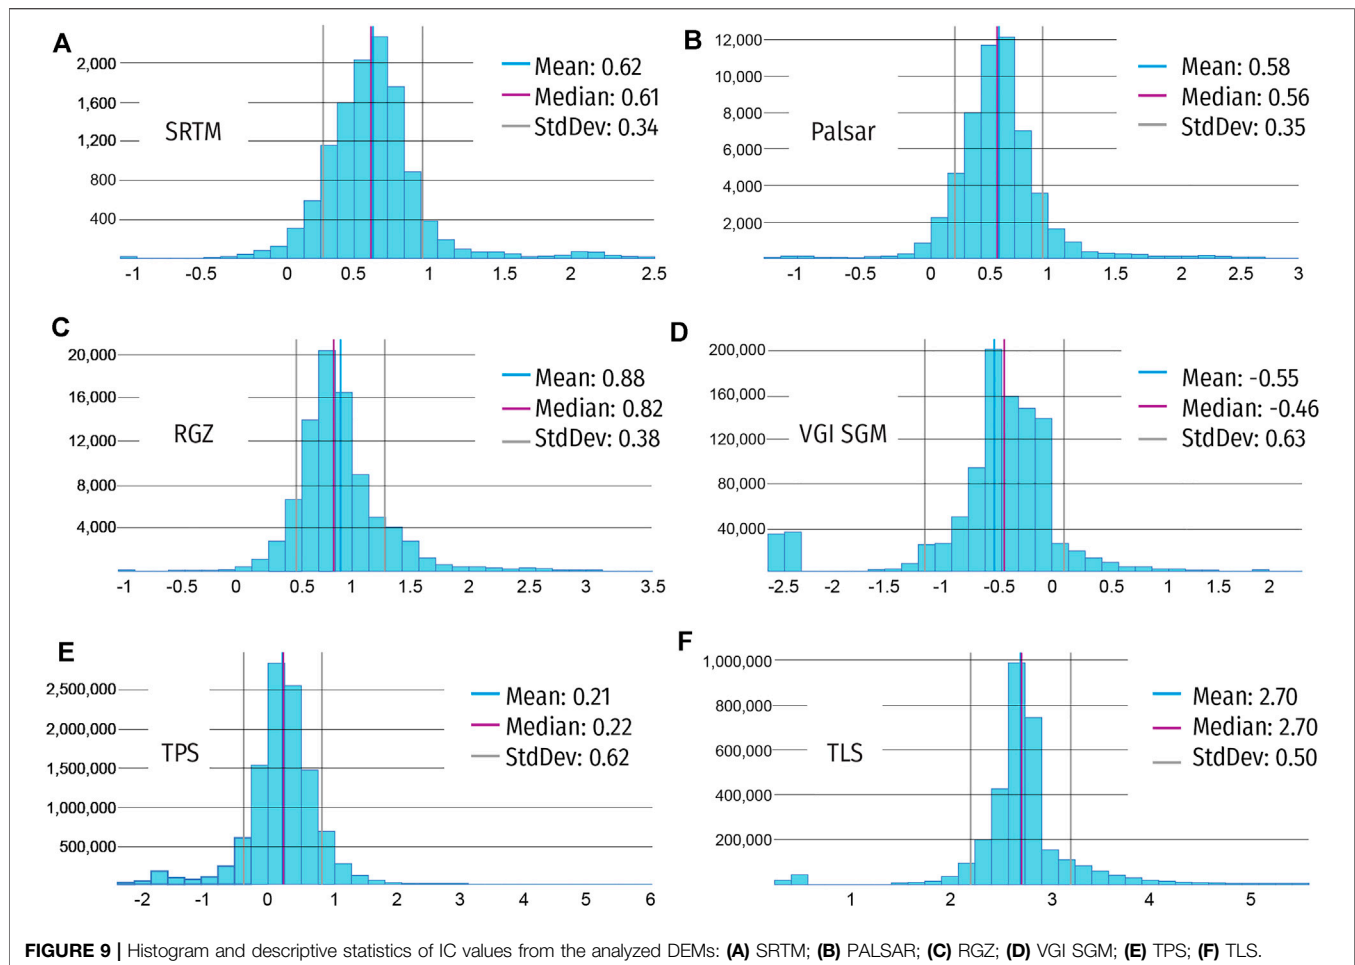 A
SRTM
2,000
1,600
1,200
800
400
-1 -0.5 0 0.5 1 1.5 2 2.5
Mean: 0.62
Median: 0.61
StdDev: 0.34
B
Palsar
12,000
10,000
8,000
6,000
4,000
2,000
-1 -0.5 0 0.5 1 1.5 2 2.5 3
Mean: 0.58
Median: 0.56
StdDev: 0.35
C
RGZ
20,000
16,000
12,000
8,000
4,000
-1 -0.5 0 0.5 1 1.5 2 2.5 3 3.5
Mean: 0.88
Median: 0.82
StdDev: 0.38
D
VGI SGM
200,000
160,000
120,000
80,000
40,000
-2.5 -2 -1.5 -1 -0.5 0 0.5 1 1.5 2
Mean: -0.55
Median: -0.46
StdDev: 0.63
E
TPS
2,500,000
2,000,000
1,500,000
1,000,000
500,000
-2 -1 0 1 2 3 4 5 6
Mean: 0.21
Median: 0.22
StdDev: 0.62
F
TLS
1,000,000
800,000
600,000
400,000
200,000
1 2 3 4 5
Mean: 2.70
Median: 2.70
StdDev: 0.50
FIGURE 9 | Histogram and descriptive statistics of IC values from the analyzed DEMs: (A) SRTM; (B) PALSAR; (C) RGZ; (D) VGI SGM; (E) TPS; (F) TLS.